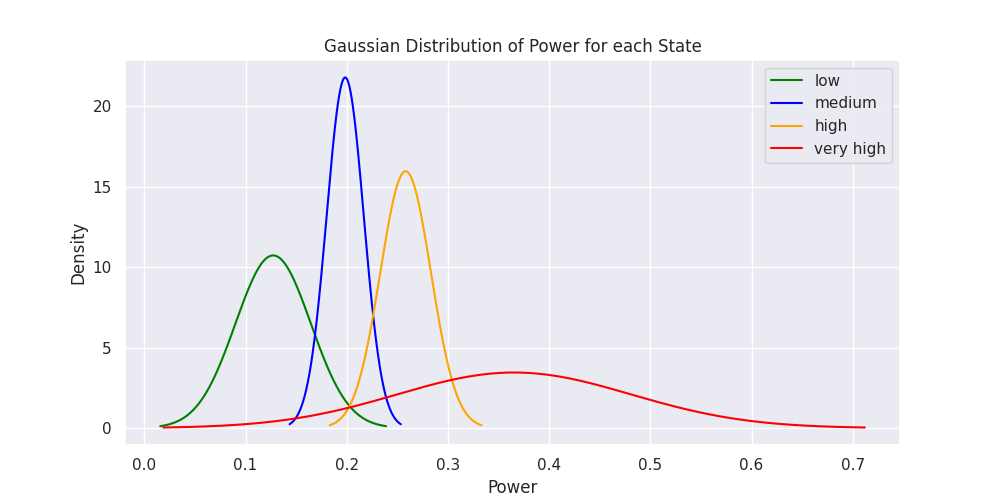 Gaussian Distribution of Power for each State
low
medium
high
very high
Density
20
15
10
5
0
0.0 0.1 0.2 0.3 0.4 0.5 0.6 0.7
Power